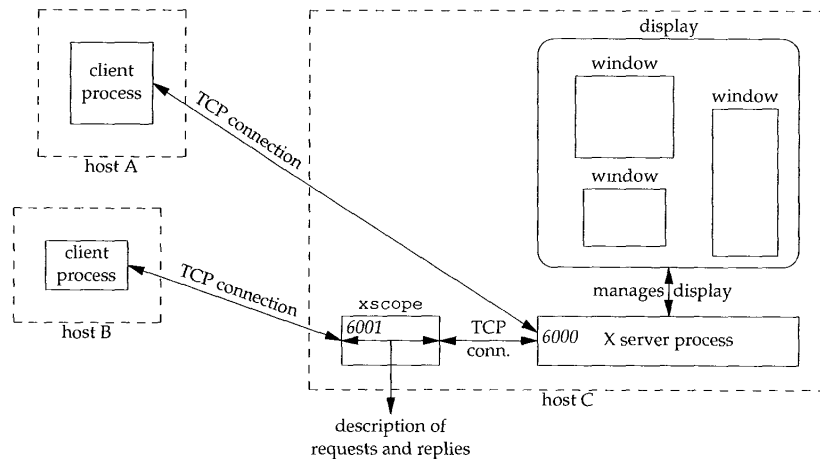 display
client
process
window
window
TCP connection
host A
window
client
process
TCP connection
manages display
xscope
host B
6001
TCP
conn.
6000
X server process
host C
description of
requests and replies